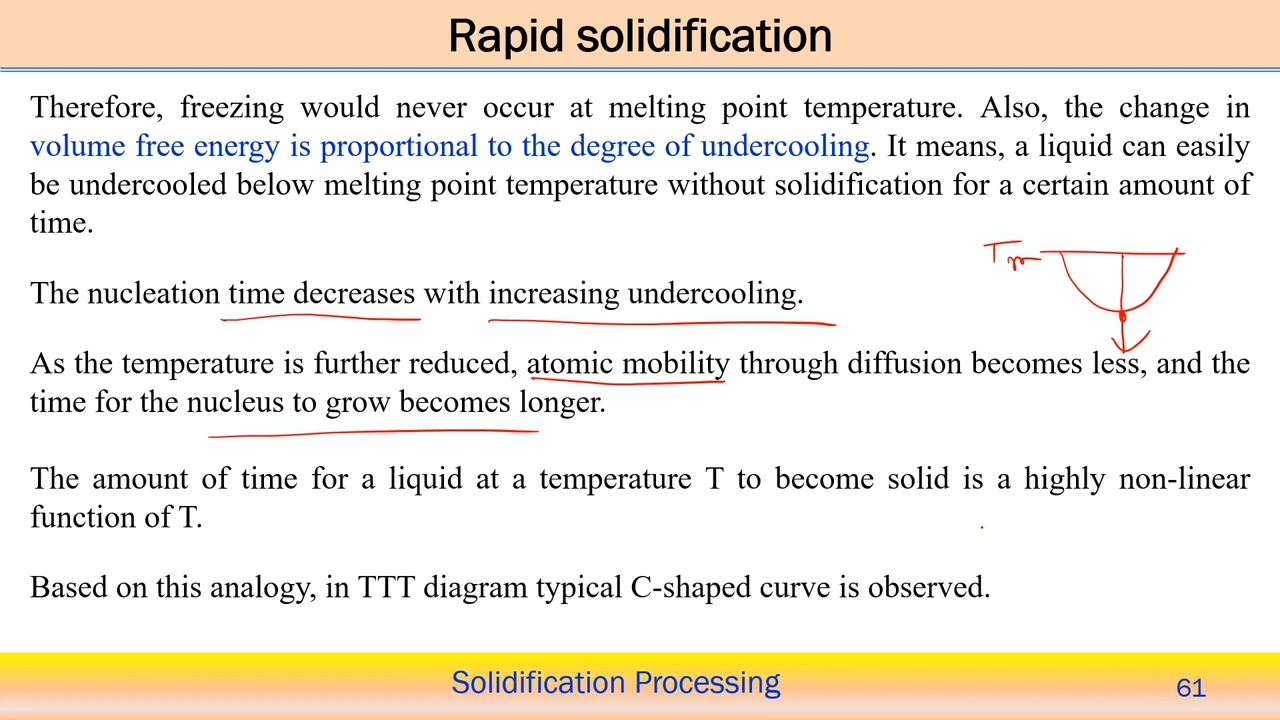 Rapid solidification
Therefore, freezing would never occur at melting point temperature. Also, the change in
volume free energy is proportional to the degree of undercooling. It means, a liquid can easily
be undercooled below melting point temperature without solidification for a certain amount of
time.
Tm
The nucleation time decreases with increasing undercooling.
As the temperature is further reduced, atomic mobility through diffusion becomes less, and the
time for the nucleus to grow becomes longer.
The amount of time for a liquid at a temperature T to become solid is a highly non-linear
function of T.
Based on this analogy, in TTT diagram typical C-shaped curve is observed.
Solidification Processing
61